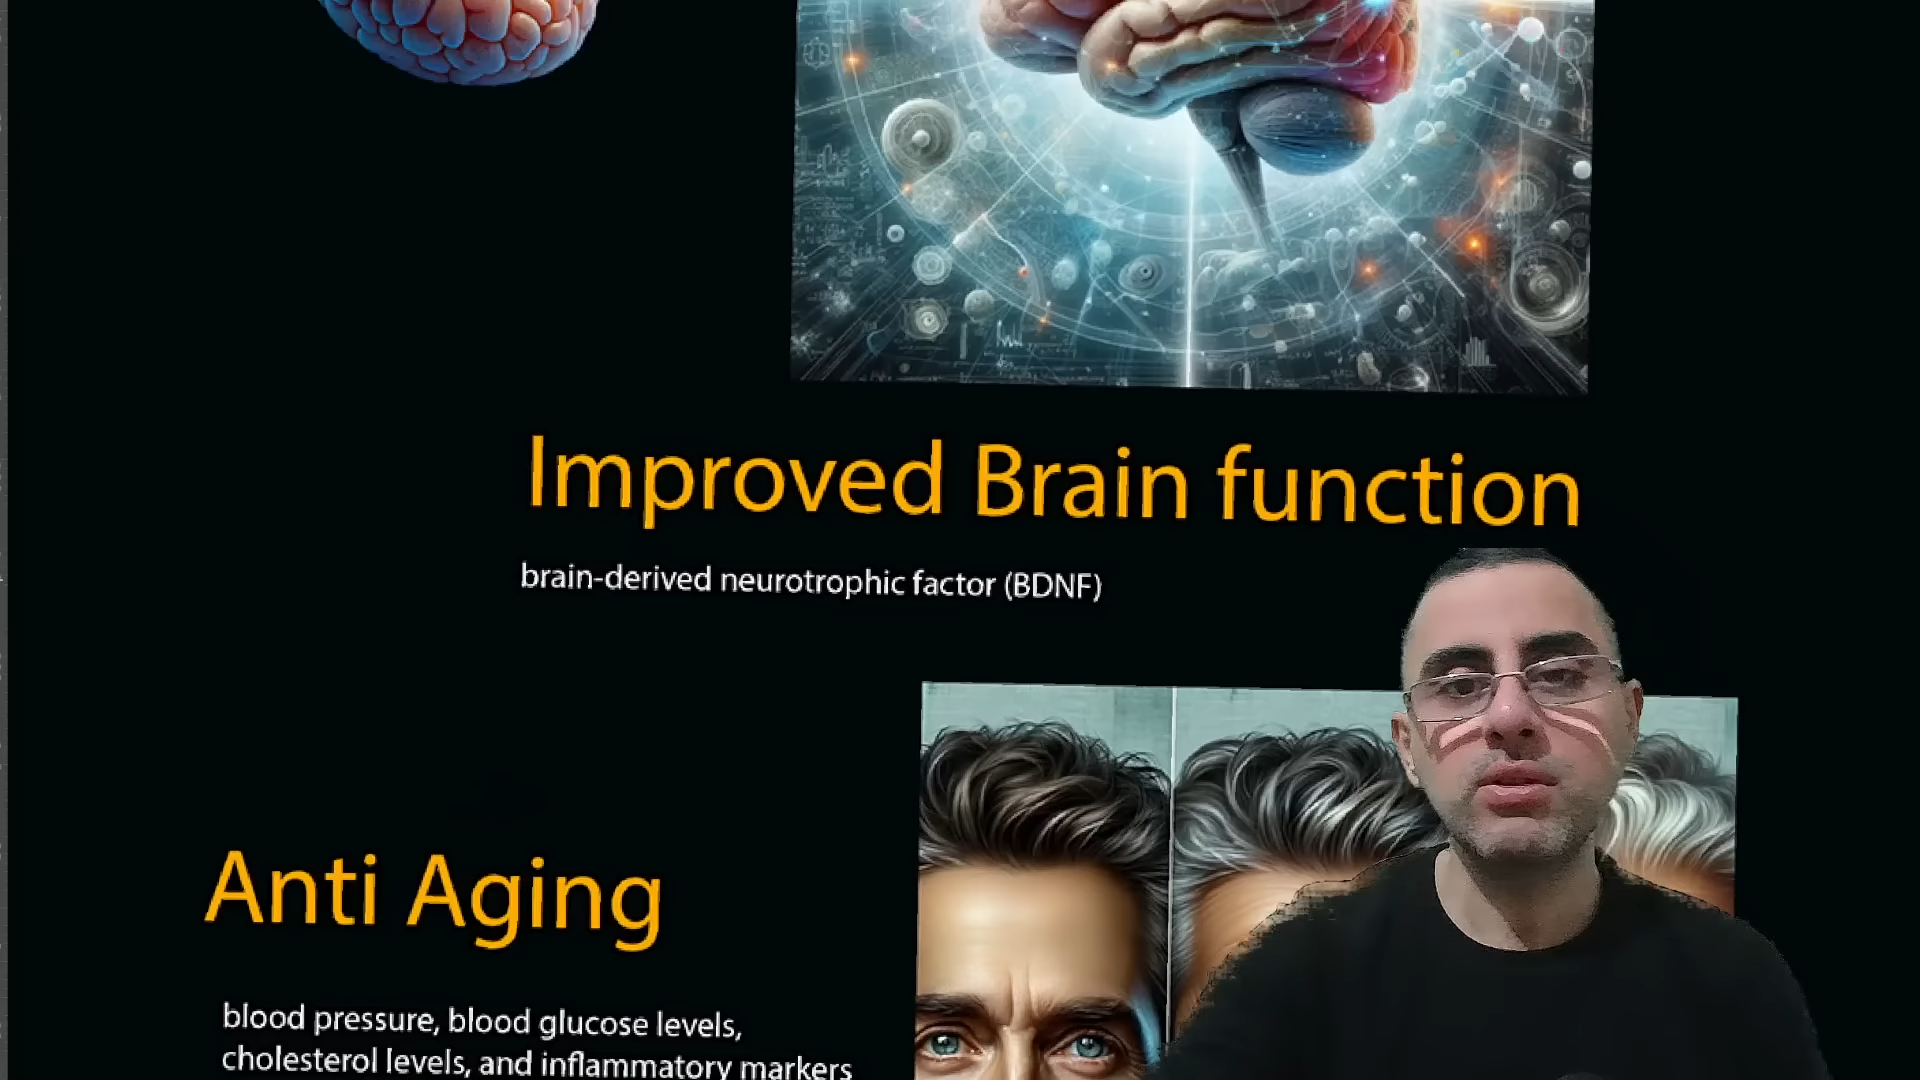 Improved Brain function
brain-derived neurotrophic factor (BDNF)
Anti Aging
blood pressure, blood glucose levels,
cholesterol levels, and inflammatory markers